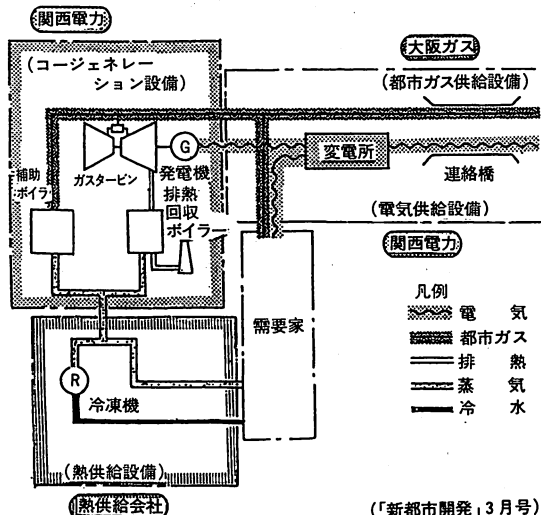 関西電力
(コージェネレー
ション設備)
大阪ガス
(都市ガス供給設備)
G
変電所
連絡橋
発電機
ガスタービン
補助
ボイラ
排熱
回収
ボイラー
(電気供給設備)
関西電力
需要家
凡例
電気
都市ガス
排熱
蒸気
冷水
R
冷凍機
(熱供給設備)
熱供給会社
(「新都市開発」3月号)